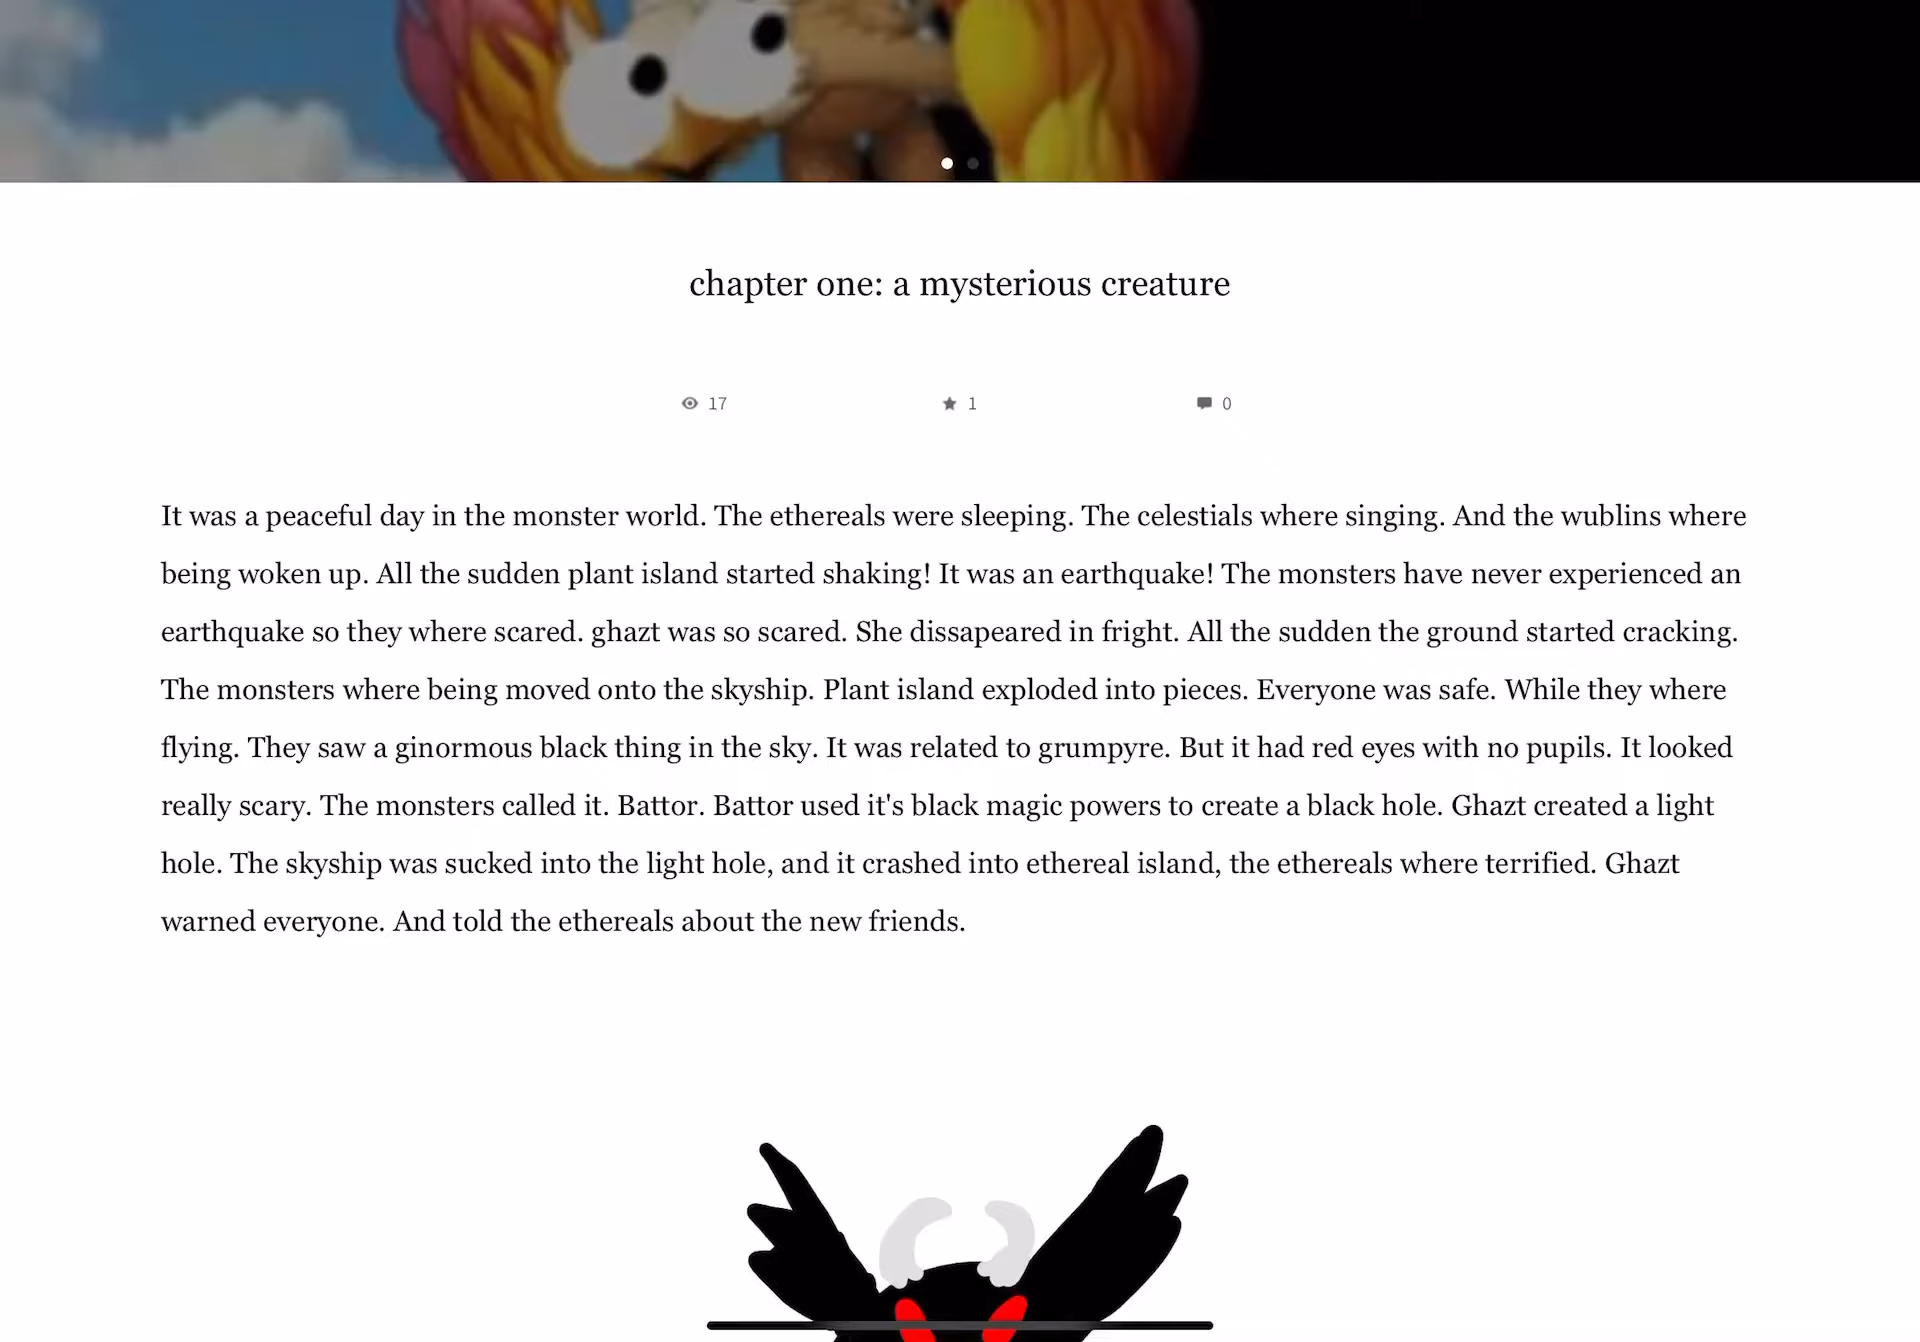 chapter one: a mysterious creature
17
1
0
It was a peaceful day in the monster world. The ethereals were sleeping. The celestials where singing. And the wublins where
being woken up. All the sudden plant island started shaking! It was an earthquake! The monsters have never experienced an
earthquake so they where scared. ghazt was so scared. She dissapeared in fright. All the sudden the ground started cracking.
The monsters where being moved onto the skyship. Plant island exploded into pieces. Everyone was safe. While they where
flying. They saw a ginormous black thing in the sky. It was related to grumpyre. But it had red eyes with no pupils. It looked
really scary. The monsters called it. Battor. Battor used it's black magic powers to create a black hole. Ghazt created a light
hole. The skyship was sucked into the light hole, and it crashed into ethereal island, the ethereals where terrified. Ghazt
warned everyone. And told the ethereals about the new friends.